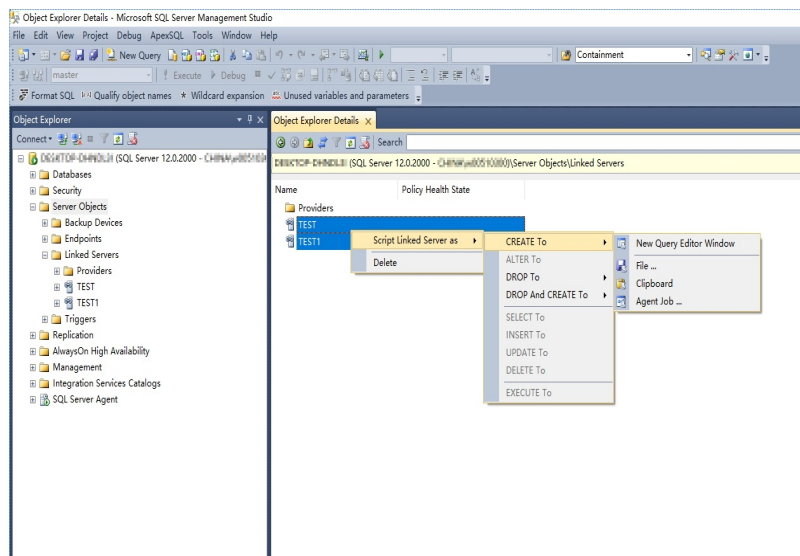 Object Explorer Details - Microsoft SQL Server Management Studio
File Edit View Project Debug ApexSQL Tools Window Help
New Query
Containment
master
Execute Debug
Format SQL Qualify object names Wildcard expansion Unused variables and parameters
Object Explorer
Connect
(SQL Server 12.0.2000 -
Databases
Security
Server Objects
Backup Devices
Endpoints
Linked Servers
Providers
TEST
TEST1
Triggers
Replication
AlwaysOn High Availability
Management
Integration Services Catalogs
SQL Server Agent
Object Explorer Details
Search
(SQL Server 12.0.2000 - \Server Objects\Linked Servers
Name Policy Health State
Providers
TEST
TEST1
Script Linked Server as
Delete
CREATE To
ALTER To
DROP To
DROP And CREATE To
SELECT To
INSERT To
UPDATE To
DELETE To
EXECUTE To
New Query Editor Window
File ...
Clipboard
Agent Job ...